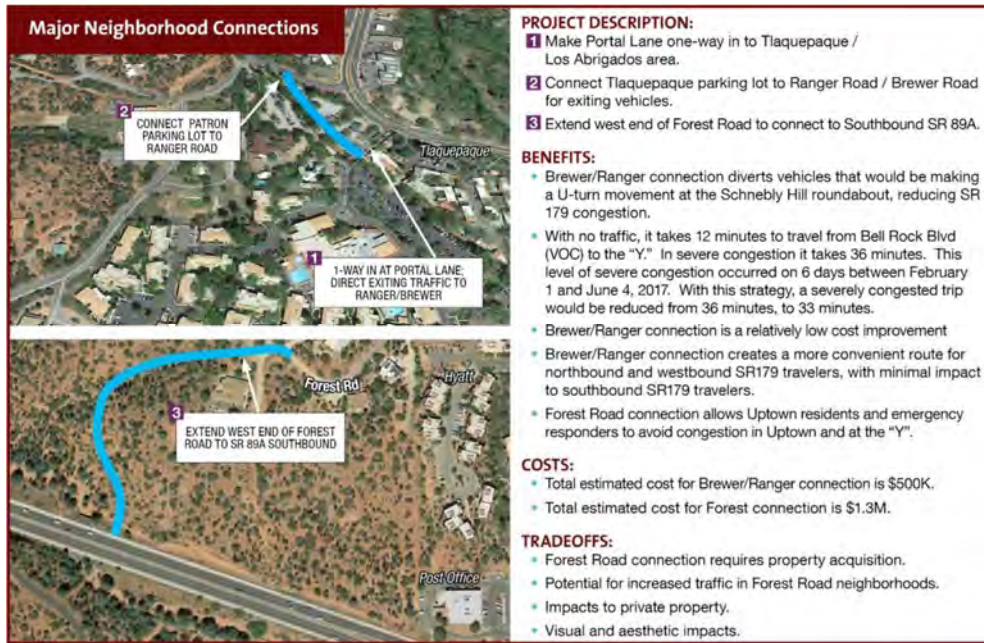 Major Neighborhood Connections
2
CONNECT PATRON
PARKING LOT TO
RANGER ROAD
Tlaquepaque
1
1-WAY IN AT PORTAL LANE;
DIRECT EXITING TRAFFIC TO
RANGER/BREWER
Forest Rd
Hyatt
3
EXTEND WEST END OF FOREST
ROAD TO SR 89A SOUTHBOUND
Post Office
PROJECT DESCRIPTION:
1 Make Portal Lane one-way in to Tlaquepaque /
Los Abrigados area.
2 Connect Tlaquepaque parking lot to Ranger Road / Brewer Road
for exiting vehicles.
3 Extend west end of Forest Road to connect to Southbound SR 89A.
BENEFITS:
• Brewer/Ranger connection diverts vehicles that would be making
a U-turn movement at the Schnebly Hill roundabout, reducing SR
179 congestion.
• With no traffic, it takes 12 minutes to travel from Bell Rock Blvd
(VOC) to the “Y.” In severe congestion it takes 36 minutes. This
level of severe congestion occurred on 6 days between February
1 and June 4, 2017. With this strategy, a severely congested trip
would be reduced from 36 minutes, to 33 minutes.
• Brewer/Ranger connection is a relatively low cost improvement
• Brewer/Ranger connection creates a more convenient route for
northbound and westbound SR179 travelers, with minimal impact
to southbound SR179 travelers.
• Forest Road connection allows Uptown residents and emergency
responders to avoid congestion in Uptown and at the “Y”.
COSTS:
• Total estimated cost for Brewer/Ranger connection is $500K.
• Total estimated cost for Forest connection is $1.3M.
TRADEOFFS:
• Forest Road connection requires property acquisition.
• Potential for increased traffic in Forest Road neighborhoods.
• Impacts to private property.
• Visual and aesthetic impacts.